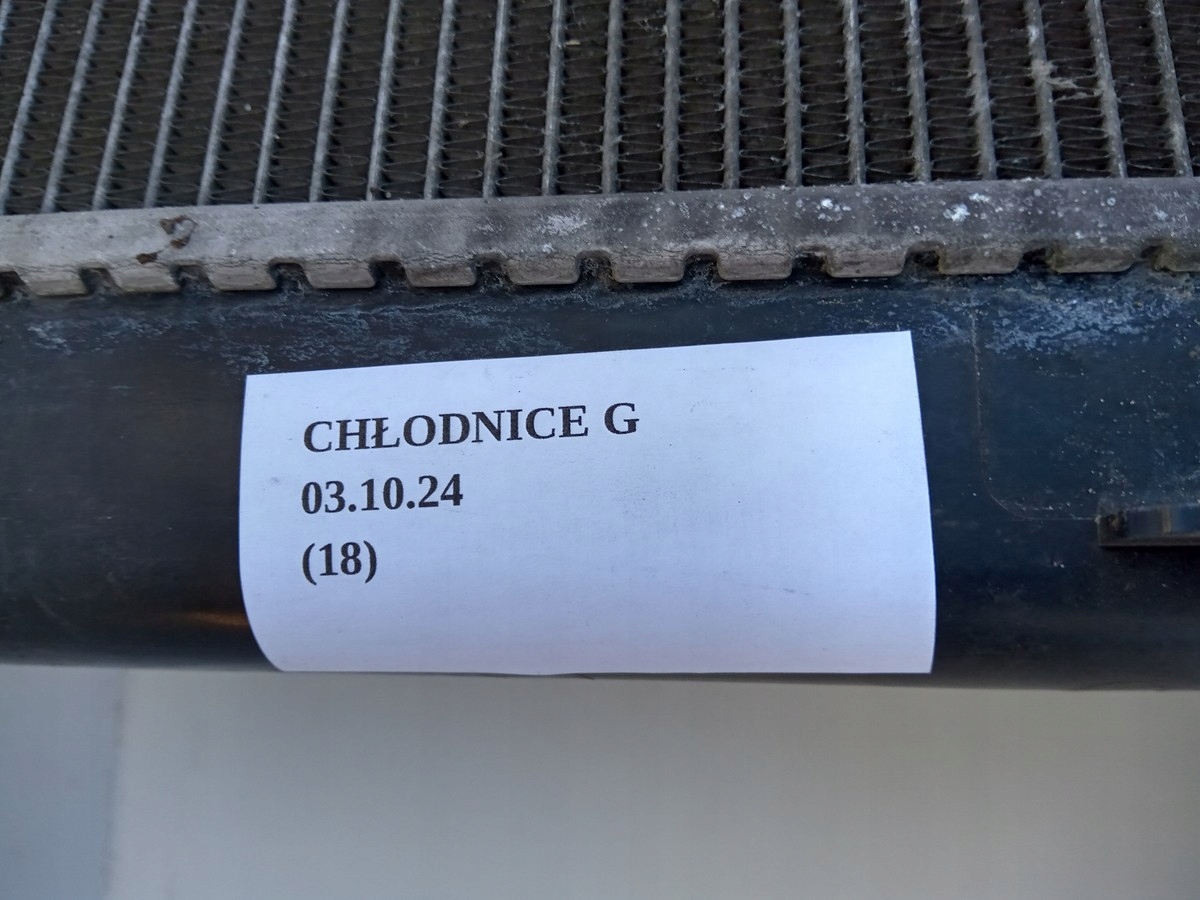 CHŁODNICE G
03.10.24
(18)